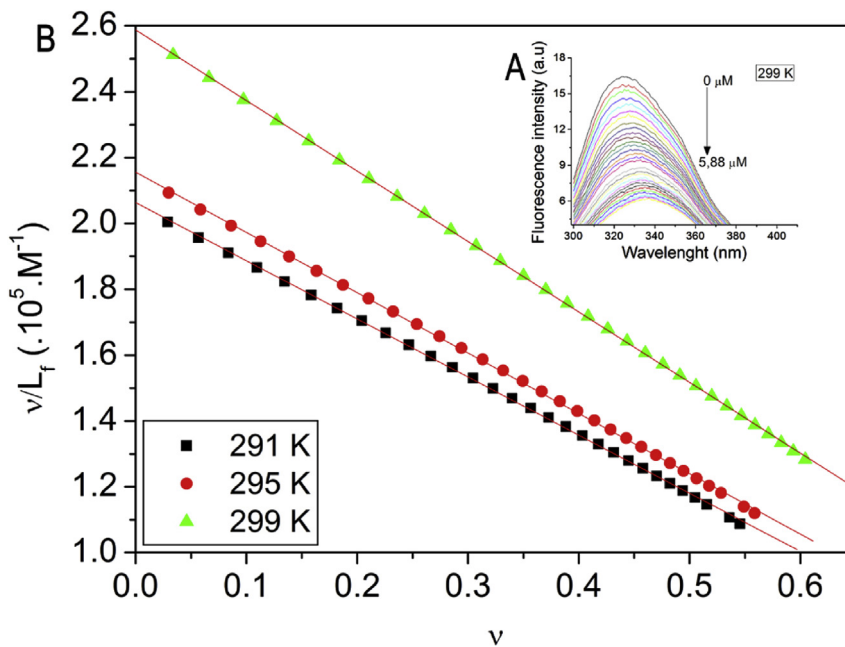 B
2.6
2.4
2.2
2.0
1.8
1.6
1.4
1.2
1.0
ν/L_f (.10^5.M^-1)
0.0 0.1 0.2 0.3 0.4 0.5 0.6
ν
291 K
295 K
299 K
A
18
15
12
9
6
Fluorescence intensity (a.u)
299 K
0 μM
5,88 μM
300 320 340 360 380 400
Wavelenght (nm)